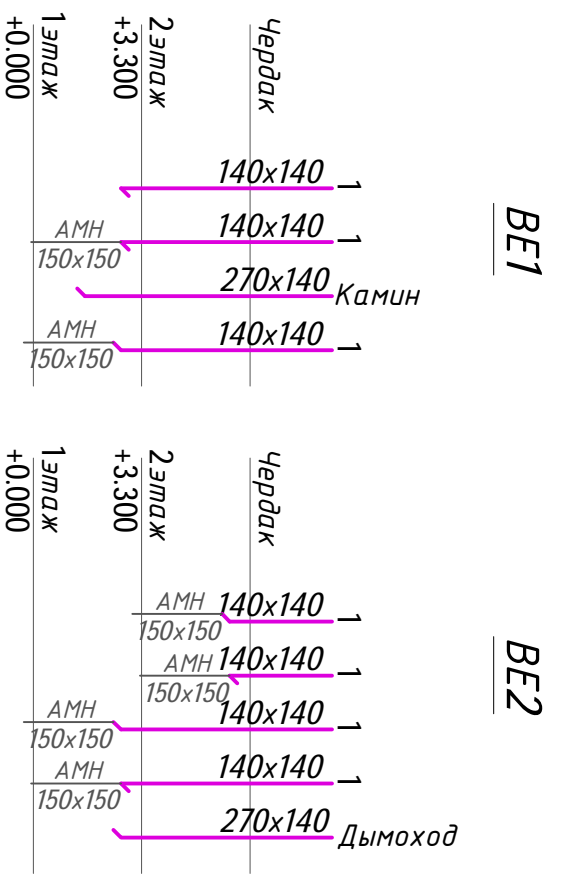 BE1
Чердак
2этаж
+3.300
1этаж
+0.000
140x140
1
140x140
1
АМН
150x150
270x140
Камин
140x140
1
АМН
150x150
BE2
Чердак
2этаж
+3.300
1этаж
+0.000
140x140
1
АМН
150x150
140x140
1
АМН
150x150
140x140
1
АМН
150x150
140x140
1
АМН
150x150
270x140
Дымоход